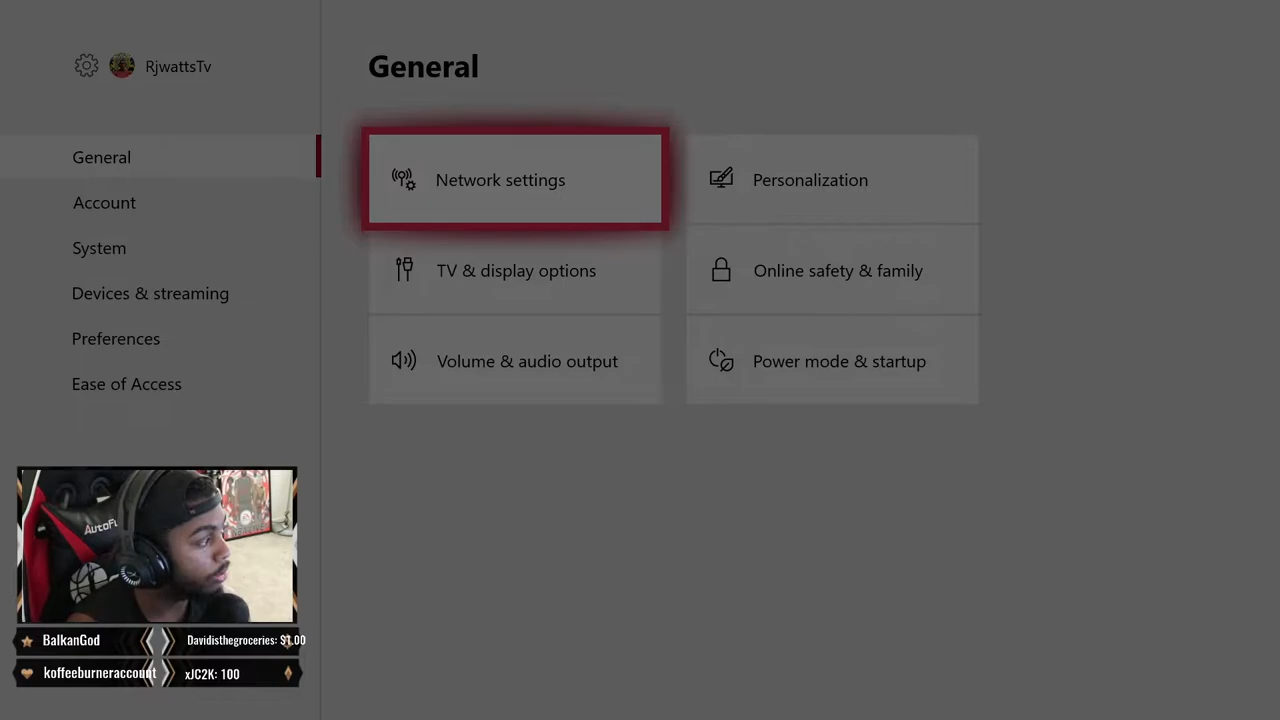 RjwattsTv
General
General
Account
System
Devices & streaming
Preferences
Ease of Access
Network settings
Personalization
TV & display options
Online safety & family
Volume & audio output
Power mode & startup
BalkanGod
Davidisthegroceries: $1.00
koffeeburneraccount
xJC2K: 100